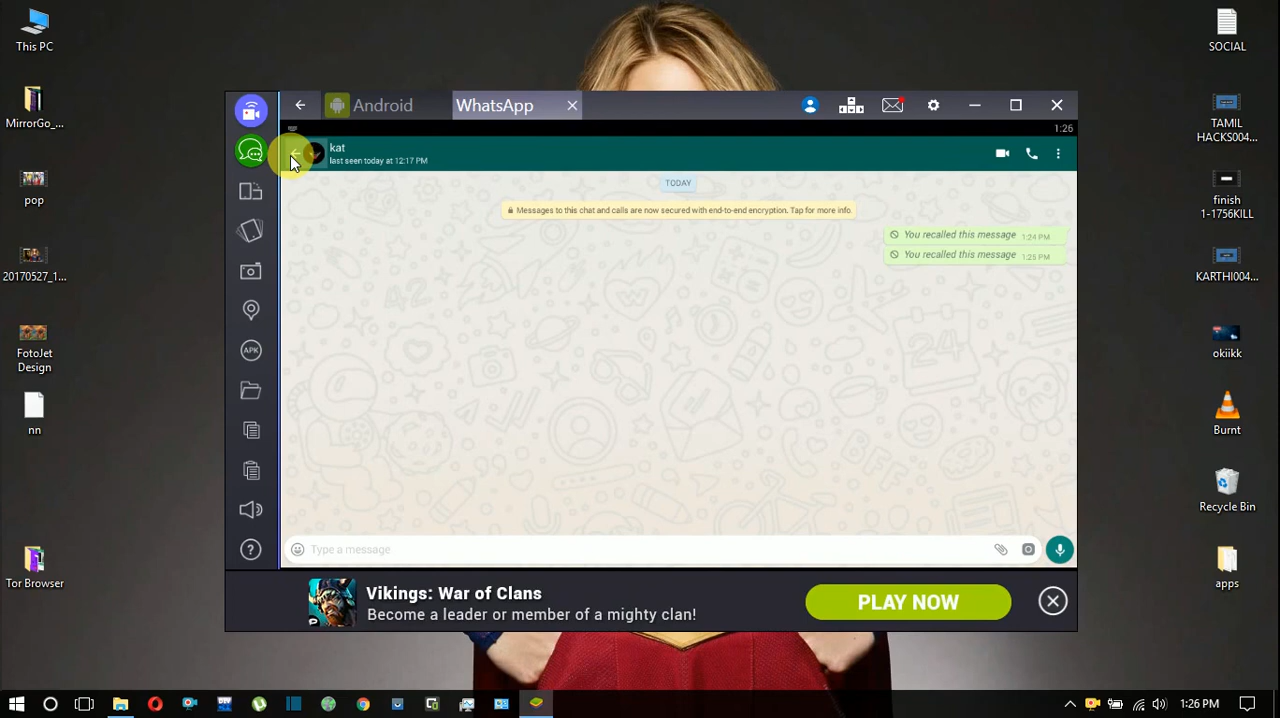 This PC
MirrorGo_...
pop
20170527_1...
FotoJet
Design
nn
Tor Browser
Android
WhatsApp
1:26
kat
last seen today at 12:17 PM
TODAY
Messages to this chat and calls are now secured with end-to-end encryption. Tap for more info.
You recalled this message 1:24 PM
You recalled this message 1:25 PM
APK
Type a message
Vikings: War of Clans
Become a leader or member of a mighty clan!
PLAY NOW
SOCIAL
TAMIL
HACKS004...
finish
1-1756KILL
KARTHI004...
okiikk
Burnt
Recycle Bin
apps
1:26 PM